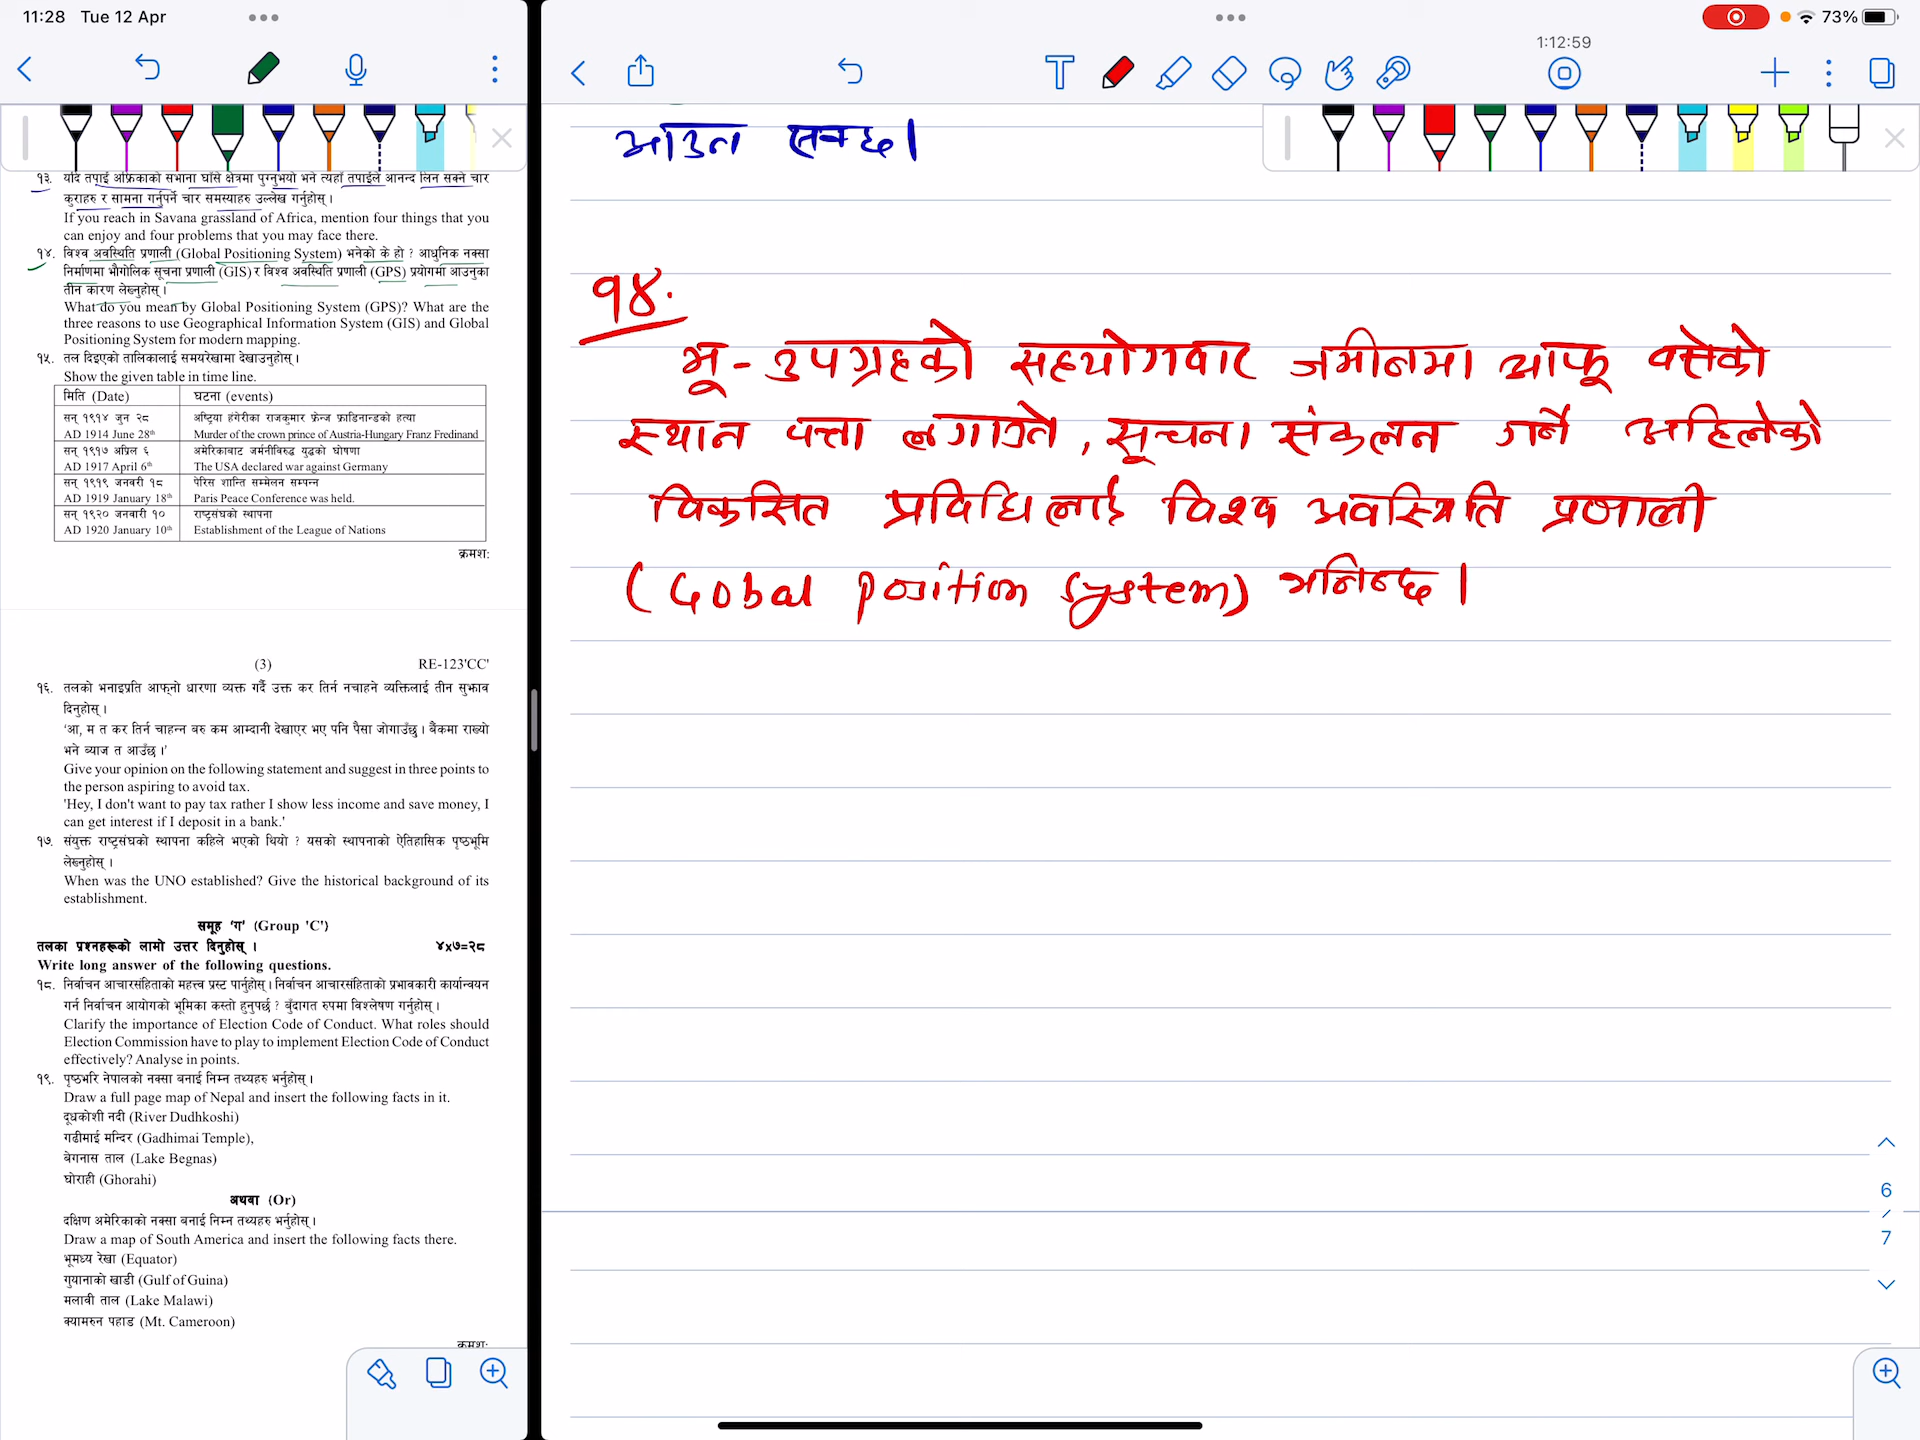 11:28 Tue 12 Apr
73%
1:12:59
१३. यदि तपाई अफ्रिकाको सभाना घाँसे क्षेत्रमा पुग्नुभयो भने त्यहाँ तपाईले आनन्द लिन सक्ने चार
कुराहरु र सामना गर्नुपर्ने चार समस्याहरु उल्लेख गर्नुहोस् ।
If you reach in Savana grassland of Africa, mention four things that you
can enjoy and four problems that you may face there.
१४. विश्व अवस्थिति प्रणाली (Global Positioning System) भनेको के हो ? आधुनिक नक्सा
निर्माणमा भौगोलिक सूचना प्रणाली (GIS) र विश्व अवस्थिति प्रणाली (GPS) प्रयोगमा आउनुका
तीन कारण लेख्नुहोस् ।
What do you mean by Global Positioning System (GPS)? What are the
three reasons to use Geographical Information System (GIS) and Global
Positioning System for modern mapping.
१५. तल दिइएको तालिकालाई समयरेखामा देखाउनुहोस् ।
Show the given table in time line.
मिति (Date) घटना (events)
सन् १९१४ जुन २८ अष्ट्रिया हंगेरीका राजकुमार फ्रेन्ज फ्राडिनान्डको हत्या
AD 1914 June 28th Murder of the crown prince of Austria-Hungary Franz Fredinand
सन् १९१७ अप्रिल ६ अमेरिकाबाट जर्मनीविरुद्ध युद्धको घोषणा
AD 1917 April 6th The USA declared war against Germany
सन् १९१९ जनवरी १८ पेरिस शान्ति सम्मेलन सम्पन्न
AD 1919 January 18th Paris Peace Conference was held.
सन् १९२० जनवरी १० राष्ट्रसंघको स्थापना
AD 1920 January 10th Establishment of the League of Nations
क्रमश:
(3) RE-123'CC'
१६. तलको भनाइप्रति आफ्नो धारणा व्यक्त गर्दै उक्त कर तिर्न नचाहने व्यक्तिलाई तीन सुझाव
दिनुहोस् ।
'आ, म त कर तिर्न चाहन्न बरु कम आम्दानी देखाएर भए पनि पैसा जोगाउँछु । बैंकमा राख्यो
भने ब्याज त आउँछ ।'
Give your opinion on the following statement and suggest in three points to
the person aspiring to avoid tax.
'Hey, I don't want to pay tax rather I show less income and save money, I
can get interest if I deposit in a bank.'
१७. संयुक्त राष्ट्रसंघको स्थापना कहिले भएको थियो ? यसको स्थापनाको ऐतिहासिक पृष्ठभूमि
लेख्नुहोस् ।
When was the UNO established? Give the historical background of its
establishment.
समूह 'ग' (Group 'C')
तलका प्रश्नहरूको लामो उत्तर दिनुहोस् । ४x७=२८
Write long answer of the following questions.
१८. निर्वाचन आचारसंहिताको महत्त्व प्रस्ट पार्नुहोस् । निर्वाचन आचारसंहिताको प्रभावकारी कार्यान्वयन
गर्न निर्वाचन आयोगको भूमिका कस्तो हुनुपर्छ ? बुँदागत रुपमा विश्लेषण गर्नुहोस् ।
Clarify the importance of Election Code of Conduct. What roles should
Election Commission have to play to implement Election Code of Conduct
effectively? Analyse in points.
१९. पृष्ठभरि नेपालको नक्सा बनाई निम्न तथ्यहरु भर्नुहोस् ।
Draw a full page map of Nepal and insert the following facts in it.
दूधकोशी नदी (River Dudhkoshi)
गढीमाई मन्दिर (Gadhimai Temple),
बेगनास ताल (Lake Begnas)
घोराही (Ghorahi)
अथवा (Or)
दक्षिण अमेरिकाको नक्सा बनाई निम्न तथ्यहरु भर्नुहोस् ।
Draw a map of South America and insert the following facts there.
भूमध्य रेखा (Equator)
गुयानाको खाडी (Gulf of Guina)
मलावी ताल (Lake Malawi)
क्यामरुन पहाड (Mt. Cameroon)
क्रमश:
आउन सक्छ।
१४.
भू-उपग्रहको सहयोगबाट जमीनमा आफू बसेको
स्थान पत्ता लगाउने, सूचना संकलन गर्ने अहिलेको
विकसित प्रविधिलाई विश्व अवस्थिति प्रणाली
(Gobal position system) भनिन्छ।
6
7